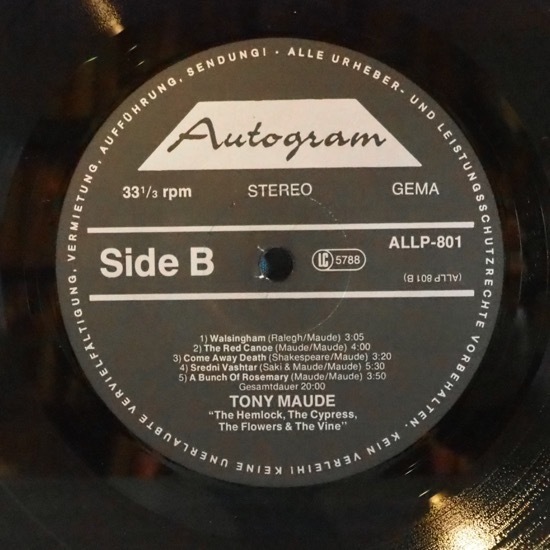 ALLE URHEBER- UND LEISTUNGSSCHUTZRECHTE VORBEHALTEN. KEIN VERLEIH! KEINE UNERLAUBTE VERVIELFÄLTIGUNG, VERMIETUNG, AUFFÜHRUNG, SENDUNG! ·
Autogram
33 1/3 rpm STEREO GEMA
Side B LC 5788 ALLP-801
(ALLP 801 B)
1) Walsingham (Ralegh/Maude) 3:05
2) The Red Canoe (Maude/Maude) 4:00
3) Come Away Death (Shakespeare/Maude) 3:20
4) Sredni Vashtar (Saki & Maude/Maude) 5:30
5) A Bunch Of Rosemary (Maude/Maude) 3:50
Gesamtdauer 20:00
TONY MAUDE
"The Hemlock, The Cypress,
The Flowers & The Vine"